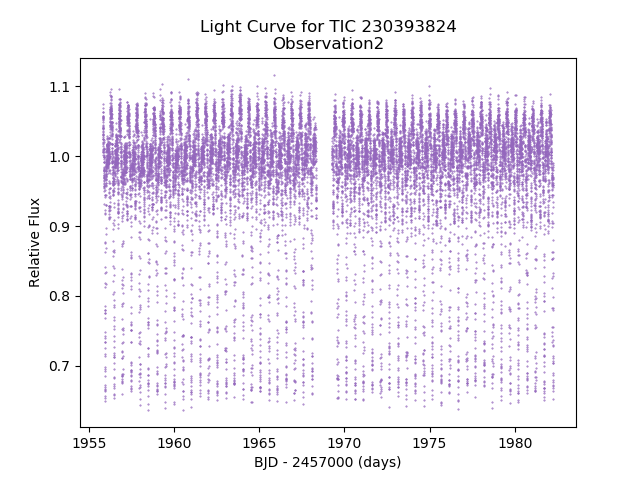 Light Curve for TIC 230393824
Observation2
1.1
1.0
0.9
0.8
0.7
Relative Flux
1955
1960
1965
1970
1975
1980
BJD - 2457000 (days)